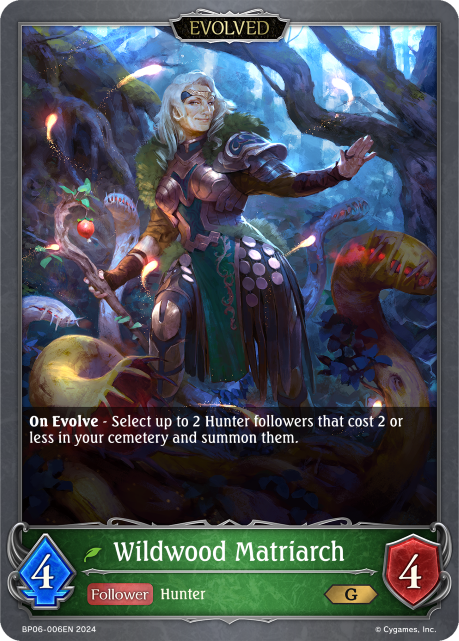 EVOLVED
On Evolve - Select up to 2 Hunter followers that cost 2 or
less in your cemetery and summon them.
Wildwood Matriarch
4
Follower Hunter
G
4
BP06-006EN 2024
© Cygames, Inc.